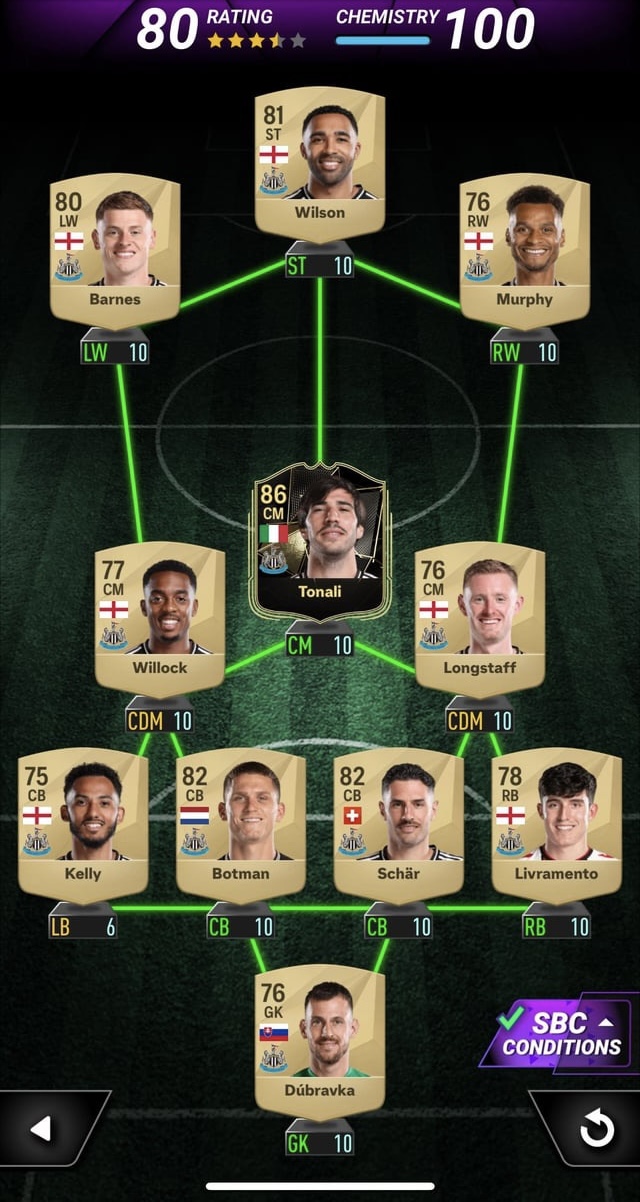 80 RATING
CHEMISTRY 100
81
ST
Wilson
ST 10
80
LW
Barnes
LW 10
76
RW
Murphy
RW 10
86
CM
Tonali
CM 10
77
CM
Willock
CDM 10
76
CM
Longstaff
CDM 10
75
CB
Kelly
LB 6
82
CB
Botman
CB 10
82
CB
Schär
CB 10
78
RB
Livramento
RB 10
76
GK
Dúbravka
GK 10
SBC
CONDITIONS